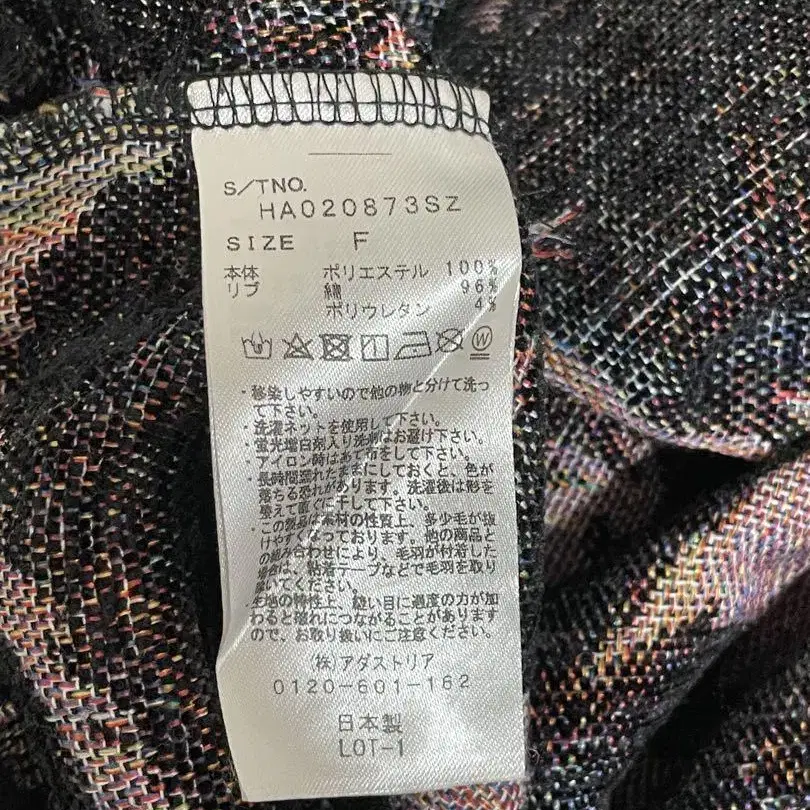 S/TNO.
HA020873SZ
SIZE F
本体 ポリエステル 100%
リブ 綿 96%
ポリウレタン 4%
W
・移染しやすいので他の物と分けて洗っ
て下さい。
・洗濯ネットを使用して下さい。
・蛍光増白剤入り洗剤はお避け下さい。
・アイロン時はあて布をして下さい。
・長時間濡れたままにしておくと、色が
落ちる恐れがあります。洗濯後は形を
整えて直ぐに干して下さい。
・この製品は素材の性質上、多少毛が抜
けやすくなっております。他の商品と
の組み合わせにより、毛羽が付着した
場合は、粘着テープなどで毛羽を取り
除いてください。
・生地の特性上、縫い目に過度の力が加
わると壊れにつながることがあります
ので、お取り扱いにご注意ください。
(株)アダストリア
0120-601-162
日本製
LOT-1